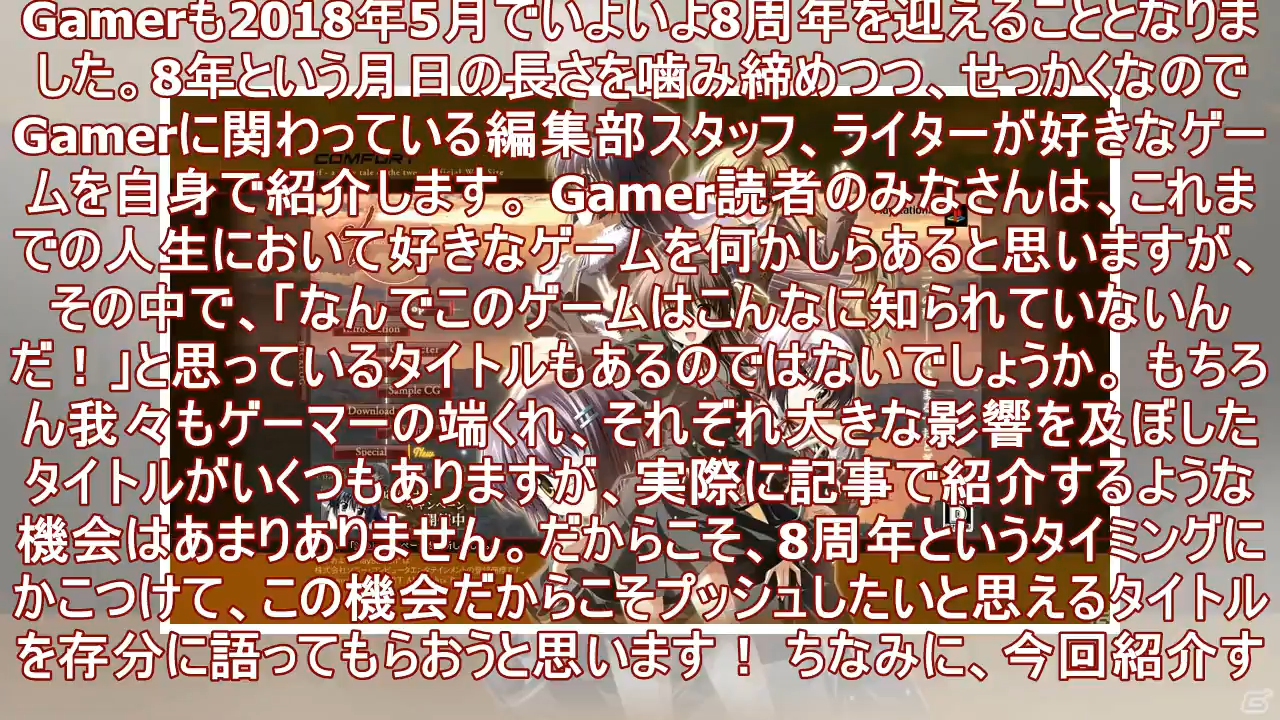 Gamerも2018年5月でいよいよ8周年を迎えることとなりま
した。8年という月日の長さを噛み締めつつ、せっかくなので
Gamerに関わっている編集部スタッフ、ライターが好きなゲー
ムを自身で紹介します。 Gamer読者のみなさんは、これま
での人生において好きなゲームを何かしらあると思いますが、
その中で、「なんでこのゲームはこんなに知られていないん
だ！」と思っているタイトルもあるのではないでしょうか。 もちろ
ん我々もゲーマーの端くれ、それぞれ大きな影響を及ぼした
タイトルがいくつもありますが、実際に記事で紹介するような
機会はあまりありません。だからこそ、8周年というタイミングに
かこつけて、この機会だからこそプッシュしたいと思えるタイトル
を存分に語ってもらおうと思います！ ちなみに、今回紹介す
COMFORT
PlayStation
Introduction
Sample CG
Download
Special
New
キャンペーン